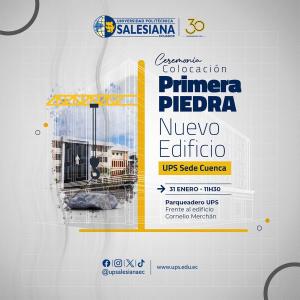 UNIVERSIDAD POLITÉCNICA
SALESIANA
ECUADOR
30
Ceremonia
Colocación
Primera
PIEDRA
Nuevo
Edificio
UPS Sede Cuenca
31 ENERO - 11H30
Parqueadero UPS
Frente al edificio
Cornelio Merchán
@upsalesianaec
www.ups.edu.ec